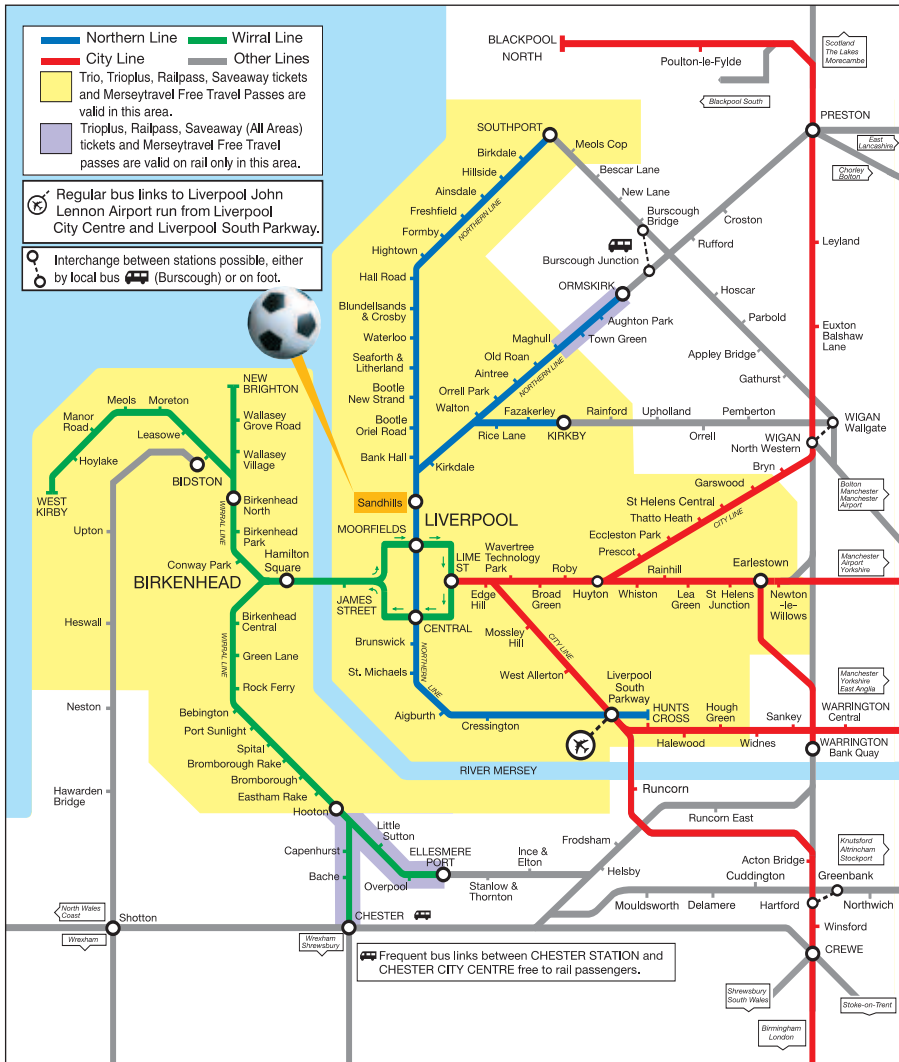 Northern Line
Wirral Line
City Line
Other Lines
Trio, Trioplus, Railpass, Saveaway tickets
and Merseytravel Free Travel Passes are
valid in this area.
Trioplus, Railpass, Saveaway (All Areas)
tickets and Merseytravel Free Travel
passes are valid on rail only in this area.
Regular bus links to Liverpool John
Lennon Airport run from Liverpool
City Centre and Liverpool South Parkway.
Interchange between stations possible, either
by local bus (Burscough) or on foot.
BLACKPOOL
NORTH
Poulton-le-Fylde
Blackpool South
Scotland
The Lakes
Morecambe
PRESTON
East
Lancashire
Chorley
Bolton
SOUTHPORT
Meols Cop
Bescar Lane
New Lane
Burscough
Bridge
Burscough Junction
Croston
Rufford
Leyland
Birkdale
Hillside
Ainsdale
Freshfield
Formby
Hightown
Hall Road
Blundellsands
& Crosby
Waterloo
Seaforth &
Litherland
Bootle
New Strand
Bootle
Oriel Road
Bank Hall
Sandhills
NORTHERN LINE
ORMSKIRK
Aughton Park
Town Green
Maghull
Old Roan
Aintree
Orrell Park
Walton
NORTHERN LINE
Hoscar
Parbold
Appley Bridge
Gathurst
Euxton
Balshaw
Lane
Fazakerley
Rice Lane
KIRKBY
Rainford
Upholland
Orrell
Pemberton
WIGAN
Wallgate
WIGAN
North Western
Kirkdale
Bryn
Garswood
St Helens Central
Thatto Heath
Eccleston Park
Prescot
CITY LINE
Bolton
Manchester
Manchester
Airport
NEW
BRIGHTON
Wallasey
Grove Road
Wallasey
Village
Meols
Moreton
Manor
Road
Leasowe
Hoylake
WEST
KIRBY
BIDSTON
Birkenhead
North
Birkenhead
Park
WIRRAL LINE
Conway Park
Hamilton
Square
BIRKENHEAD
Upton
Heswall
Neston
Hawarden
Bridge
MOORFIELDS
LIVERPOOL
LIME
ST
JAMES
STREET
CENTRAL
Wavertree
Technology
Park
Edge
Hill
Broad
Green
Roby
Huyton
Whiston
Rainhill
Lea
Green
St Helens
Junction
Earlestown
Newton
-le-
Willows
Manchester
Airport
Yorkshire
Mossley
Hill
West Allerton
CITY LINE
Liverpool
South
Parkway
HUNTS
CROSS
Halewood
Hough
Green
Widnes
Sankey
WARRINGTON
Central
WARRINGTON
Bank Quay
Manchester
Yorkshire
East Anglia
Brunswick
St. Michaels
Aigburth
Cressington
NORTHERN
LINE
RIVER MERSEY
Birkenhead
Central
Green Lane
Rock Ferry
WIRRAL LINE
Bebington
Port Sunlight
Spital
Bromborough Rake
Bromborough
Eastham Rake
Hooton
Little
Sutton
Capenhurst
Bache
Overpool
ELLESMERE
PORT
Ince &
Elton
Stanlow &
Thornton
Frodsham
Helsby
Runcorn
Runcorn East
Acton Bridge
Cuddington
Greenbank
Hartford
Northwich
Mouldsworth
Delamere
Winsford
Knutsford
Altrincham
Stockport
CHESTER
Shotton
North Wales
Coast
Wrexham
Wrexham
Shrewsbury
Frequent bus links between CHESTER STATION and
CHESTER CITY CENTRE free to rail passengers.
CREWE
Shrewsbury
South Wales
Stoke-on-Trent
Birmingham
London